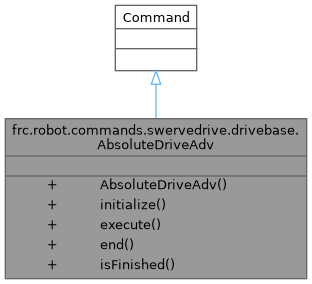 Command
frc.robot.commands.swervedrive.drivebase.
AbsoluteDriveAdv
+ AbsoluteDriveAdv()
+ initialize()
+ execute()
+ end()
+ isFinished()